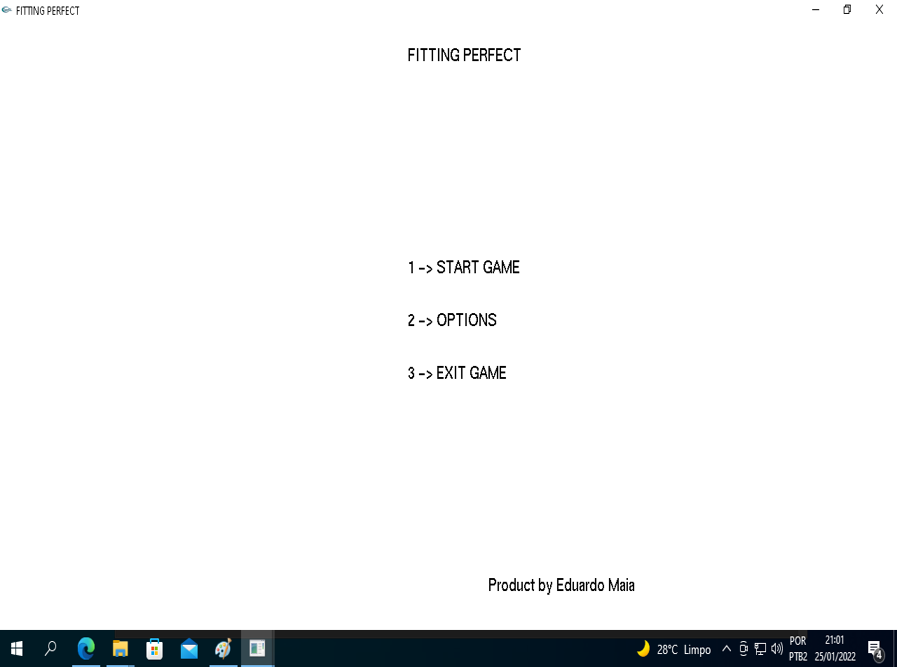 FITTING PERFECT
FITTING PERFECT
1 -> START GAME
2 -> OPTIONS
3 -> EXIT GAME
Product by Eduardo Maia
28°C Limpo
POR
PTB2
21:01
25/01/2022
4